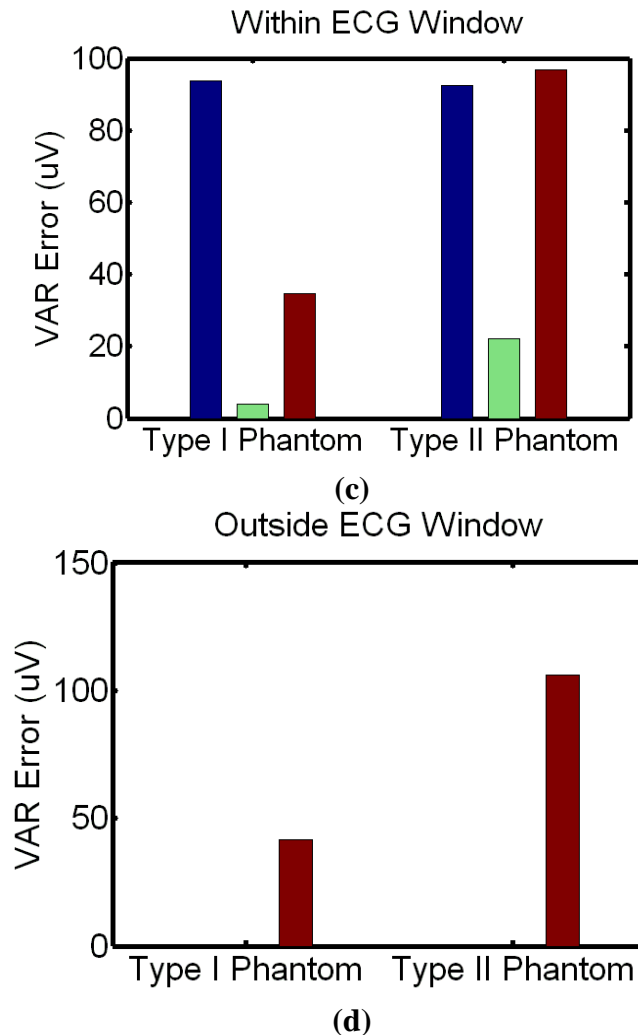 Within ECG Window
VAR Error (uV)
100
80
60
40
20
0
Type I Phantom Type II Phantom
(c)
Outside ECG Window
VAR Error (uV)
150
100
50
0
Type I Phantom Type II Phantom
(d)